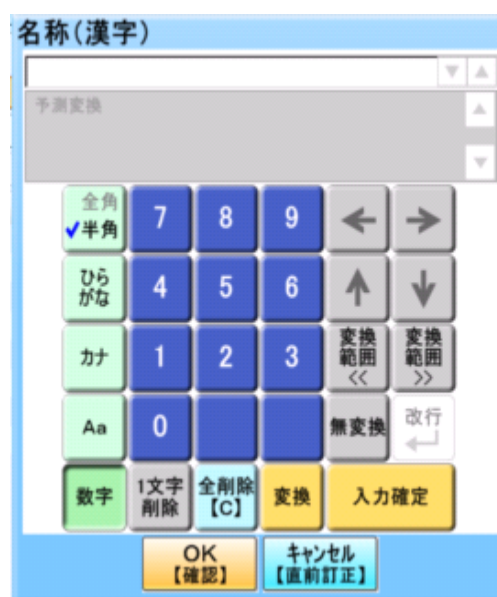 名称(漢字)
▼ ▲
予測変換 ▲
▼
全角
✓半角 7 8 9 ← →
ひら
がな 4 5 6 ↑ ↓
カナ 1 2 3 変換
範囲
<< 変換
範囲
>>
Aa 0 無変換 改行
↵
数字 1文字
削除 全削除
【C】 変換 入力確定
OK
【確認】 キャンセル
【直前訂正】